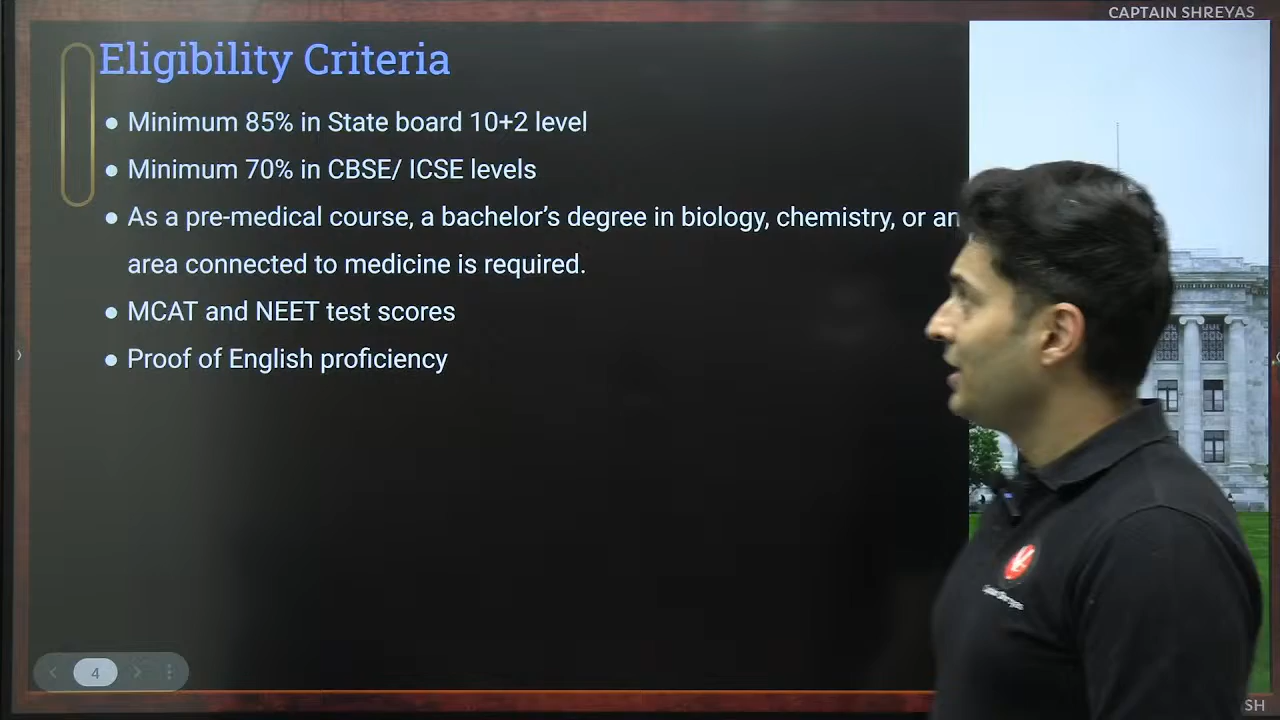 CAPTAIN SHREYAS
Eligibility Criteria
● Minimum 85% in State board 10+2 level
● Minimum 70% in CBSE/ ICSE levels
● As a pre-medical course, a bachelor’s degree in biology, chemistry, or an
area connected to medicine is required.
● MCAT and NEET test scores
● Proof of English proficiency
4
SH